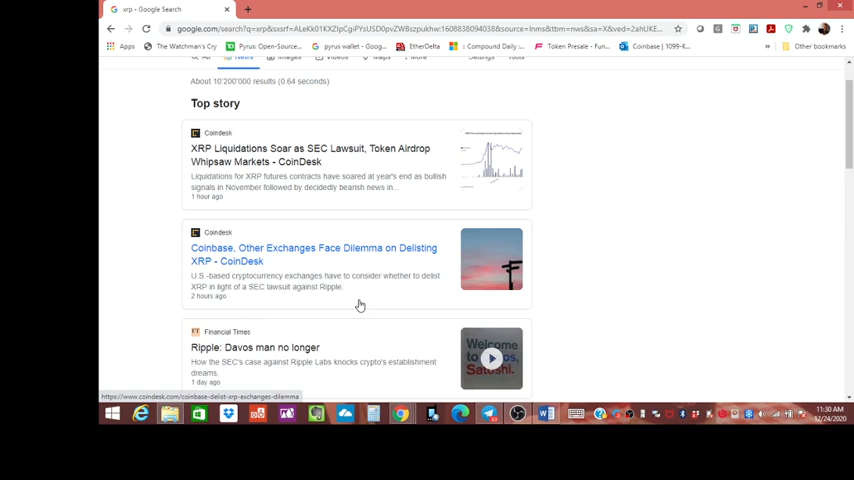 xrp - Google Search
google.com/search?q=xrp&sxsrf=ALeKk01KXZIpCgiPYsUSD0pvZW8szpukhw:1608838094038&source=lnms&tbm=nws&sa=X&ved=2ahUKE...
Apps The Watchman's Cry Pyrus Open-Source... pyrus wallet - Goog... EtherDelta :: Compound Daily :... Token Presale - Fun... Coinbase | 1099-K... » Other bookmarks
All News Images Videos Maps More Settings Tools
About 10'200'000 results (0.64 seconds)
Top story
Coindesk
XRP Liquidations Soar as SEC Lawsuit, Token Airdrop
Whipsaw Markets - CoinDesk
Liquidations for XRP futures contracts have soared at year's end as bullish
signals in November followed by decidedly bearish news in...
1 hour ago
Coindesk
Coinbase, Other Exchanges Face Dilemma on Delisting
XRP - CoinDesk
U.S.-based cryptocurrency exchanges have to consider whether to delist
XRP in light of a SEC lawsuit against Ripple.
2 hours ago
Financial Times
Ripple: Davos man no longer
How the SEC's case against Ripple Labs knocks crypto's establishment
dreams.
1 day ago
Welcome
Satoshi.
https://www.coindesk.com/coinbase-delist-xrp-exchanges-dilemma
11:30 AM
12/24/2020